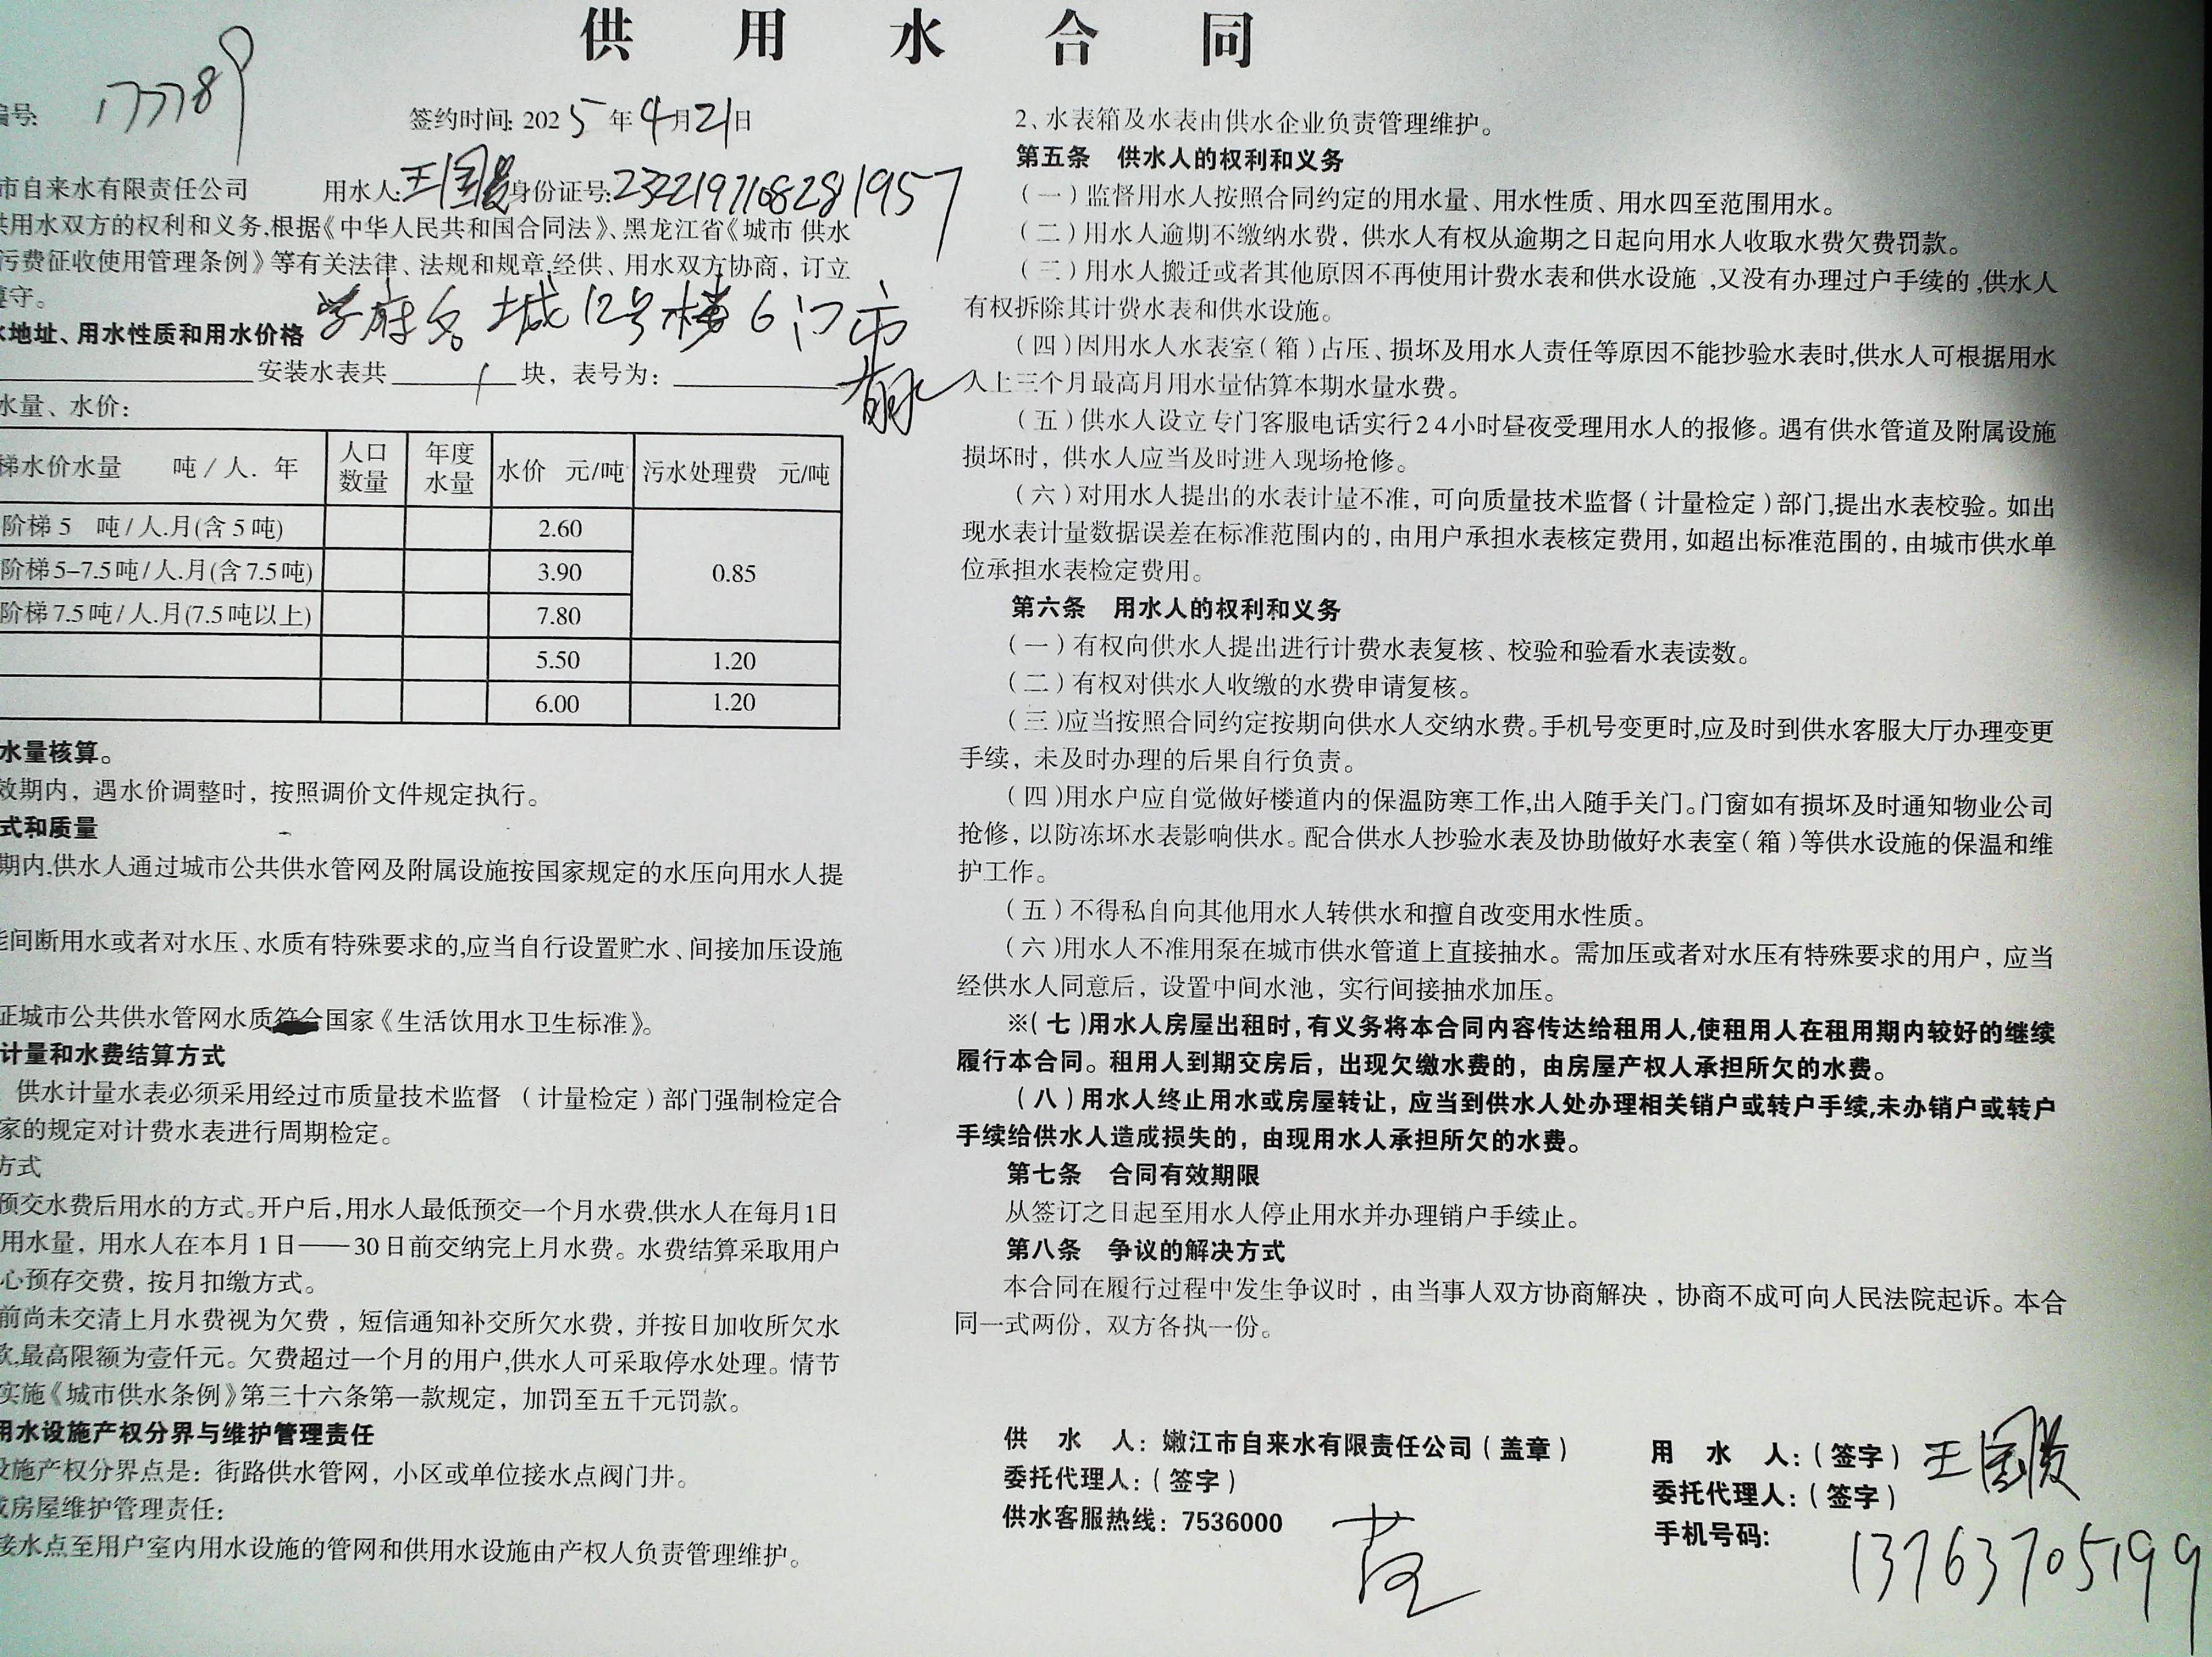 供 用 水 合 同
编号: 177789
签约时间: 2025年4月21日
市自来水有限责任公司 用水人: 王国 身份证号: 2322197108281957
供用水双方的权利和义务,根据《中华人民共和国合同法》、黑龙江省《城市 供水
污费征收使用管理条例》等有关法律、法规和规章,经供、用水双方协商，订立
遵守。
水地址、用水性质和用水价格 学府名城12号楼6门市
安装水表共 1 块，表号为:
水量、水价:
梯水价水量 吨/人. 年 人口数量 年度水量 水价 元/吨 污水处理费 元/吨
阶梯5 吨/人.月(含5吨) 2.60 0.85
阶梯5-7.5吨/人.月(含7.5吨) 3.90
阶梯7.5吨/人.月(7.5吨以上) 7.80
5.50 1.20
6.00 1.20
水量核算。
效期内，遇水价调整时，按照调价文件规定执行。
式和质量
期内,供水人通过城市公共供水管网及附属设施按国家规定的水压向用水人提
能间断用水或者对水压、水质有特殊要求的,应当自行设置贮水、间接加压设施
证城市公共供水管网水质符合国家《生活饮用水卫生标准》。
计量和水费结算方式
供水计量水表必须采用经过市质量技术监督 （计量检定）部门强制检定合
家的规定对计费水表进行周期检定。
方式
预交水费后用水的方式。开户后,用水人最低预交一个月水费,供水人在每月1日
用水量，用水人在本月1日——30日前交纳完上月水费。水费结算采取用户
心预存交费，按月扣缴方式。
前尚未交清上月水费视为欠费，短信通知补交所欠水费，并按日加收所欠水
款,最高限额为壹仟元。欠费超过一个月的用户,供水人可采取停水处理。情节
实施《城市供水条例》第三十六条第一款规定，加罚至五千元罚款。
用水设施产权分界与维护管理责任
设施产权分界点是：街路供水管网，小区或单位接水点阀门井。
或房屋维护管理责任：
接水点至用户室内用水设施的管网和供用水设施由产权人负责管理维护。
2、水表箱及水表由供水企业负责管理维护。
第五条 供水人的权利和义务
（一）监督用水人按照合同约定的用水量、用水性质、用水四至范围用水。
（二）用水人逾期不缴纳水费，供水人有权从逾期之日起向用水人收取水费欠费罚款。
（三）用水人搬迁或者其他原因不再使用计费水表和供水设施,又没有办理过户手续的,供水人
有权拆除其计费水表和供水设施。
（四）因用水人水表室（箱）占压、损坏及用水人责任等原因不能抄验水表时,供水人可根据用水
人上三个月最高月用水量估算本期水量水费。
（五）供水人设立专门客服电话实行24小时昼夜受理用水人的报修。遇有供水管道及附属设施
损坏时，供水人应当及时进入现场抢修。
（六）对用水人提出的水表计量不准，可向质量技术监督（计量检定）部门,提出水表校验。如出
现水表计量数据误差在标准范围内的，由用户承担水表核定费用，如超出标准范围的，由城市供水单
位承担水表检定费用。
第六条 用水人的权利和义务
（一）有权向供水人提出进行计费水表复核、校验和验看水表读数。
（二）有权对供水人收缴的水费申请复核。
（三）应当按照合同约定按期向供水人交纳水费。手机号变更时,应及时到供水客服大厅办理变更
手续，未及时办理的后果自行负责。
（四）用水户应自觉做好楼道内的保温防寒工作,出入随手关门。门窗如有损坏及时通知物业公司
抢修，以防冻坏水表影响供水。配合供水人抄验水表及协助做好水表室（箱）等供水设施的保温和维
护工作。
（五）不得私自向其他用水人转供水和擅自改变用水性质。
（六）用水人不准用泵在城市供水管道上直接抽水。需加压或者对水压有特殊要求的用户，应当
经供水人同意后，设置中间水池，实行间接抽水加压。
※（七）用水人房屋出租时，有义务将本合同内容传达给租用人,使租用人在租用期内较好的继续
履行本合同。租用人到期交房后，出现欠缴水费的，由房屋产权人承担所欠的水费。
（八）用水人终止用水或房屋转让，应当到供水人处办理相关销户或转户手续,未办销户或转户
手续给供水人造成损失的，由现用水人承担所欠的水费。
第七条 合同有效期限
从签订之日起至用水人停止用水并办理销户手续止。
第八条 争议的解决方式
本合同在履行过程中发生争议时，由当事人双方协商解决，协商不成可向人民法院起诉。本合
同一式两份，双方各执一份。
供 水 人：嫩江市自来水有限责任公司（盖章）
委托代理人：（签字）
供水客服热线：7536000
用 水 人：（签字）王国
委托代理人：（签字）
手机号码: 13763705199